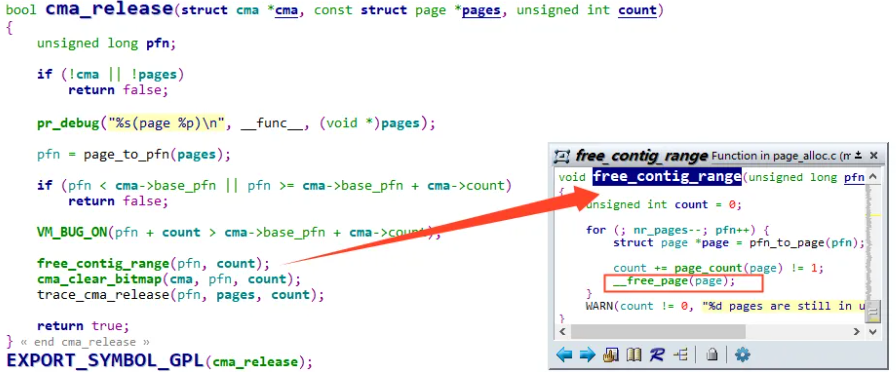 bool cma_release(struct cma *cma, const struct page *pages, unsigned int count)
{
    unsigned long pfn;
    if (!cma || !pages)
        return false;
    pr_debug("%s(page %p)\n", __func__, (void *)pages);
    pfn = page_to_pfn(pages);
    if (pfn < cma->base_pfn || pfn >= cma->base_pfn + cma->count)
        return false;
    VM_BUG_ON(pfn + count > cma->base_pfn + cma->count);
    free_contig_range(pfn, count);
    cma_clear_bitmap(cma, pfn, count);
    trace_cma_release(pfn, pages, count);
    return true;
} « end cma_release »
EXPORT_SYMBOL_GPL(cma_release);
free_contig_range Function in page_alloc.c (m
void free_contig_range(unsigned long pfn
{
    unsigned int count = 0;
    for (; nr_pages--; pfn++) {
        struct page *page = pfn_to_page(pfn);
        count += page_count(page) != 1;
        __free_page(page);
    }
    WARN(count != 0, "%d pages are still in u
}